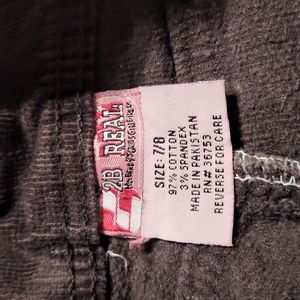 2B REAL
SIZE: 7/8
97% COTTON
3% SPANDEX
MADE IN PAKISTAN
RN# 36753
REVERSE FOR CARE